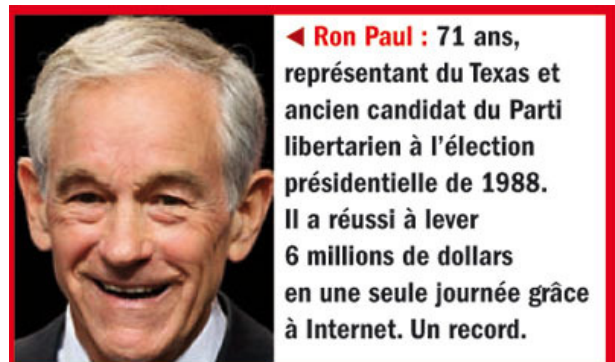 ◄ Ron Paul : 71 ans,
représentant du Texas et
ancien candidat du Parti
libertarien à l’élection
présidentielle de 1988.
Il a réussi à lever
6 millions de dollars
en une seule journée grâce
à Internet. Un record.